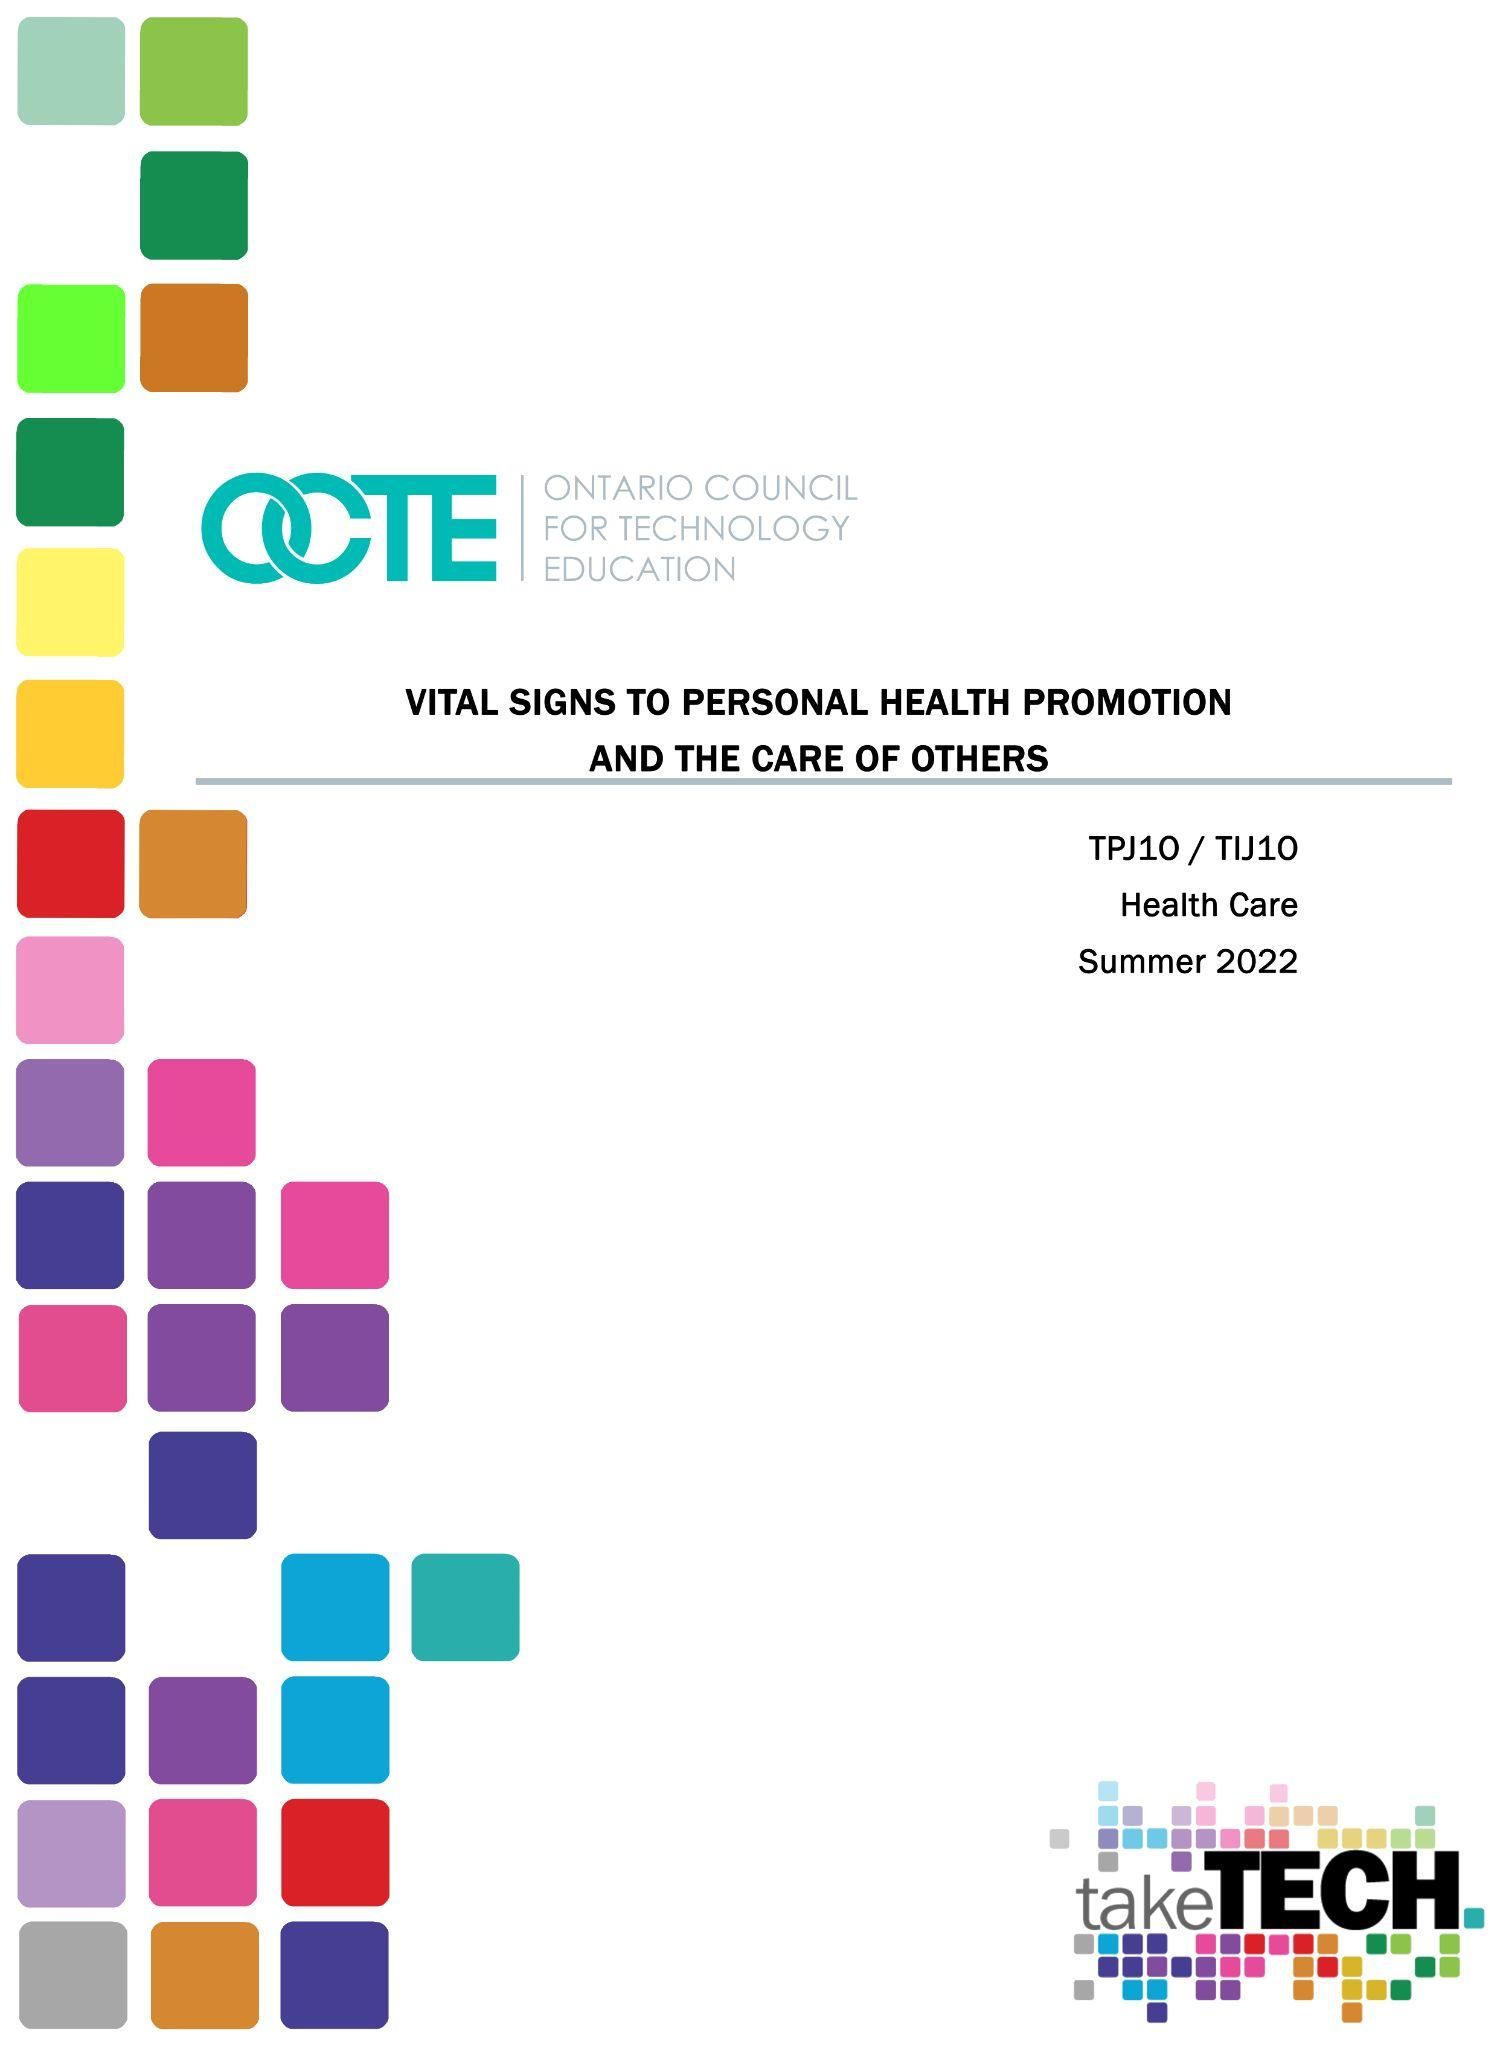 OCTE
ONTARIO COUNCIL
FOR TECHNOLOGY
EDUCATION
VITAL SIGNS TO PERSONAL HEALTH PROMOTION
AND THE CARE OF OTHERS
TPJ1O / TIJ1O
Health Care
Summer 2022
takeTECH.